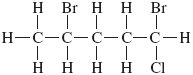 H Br H H Br
H—C—C—C—C—C—H
H H H H Cl